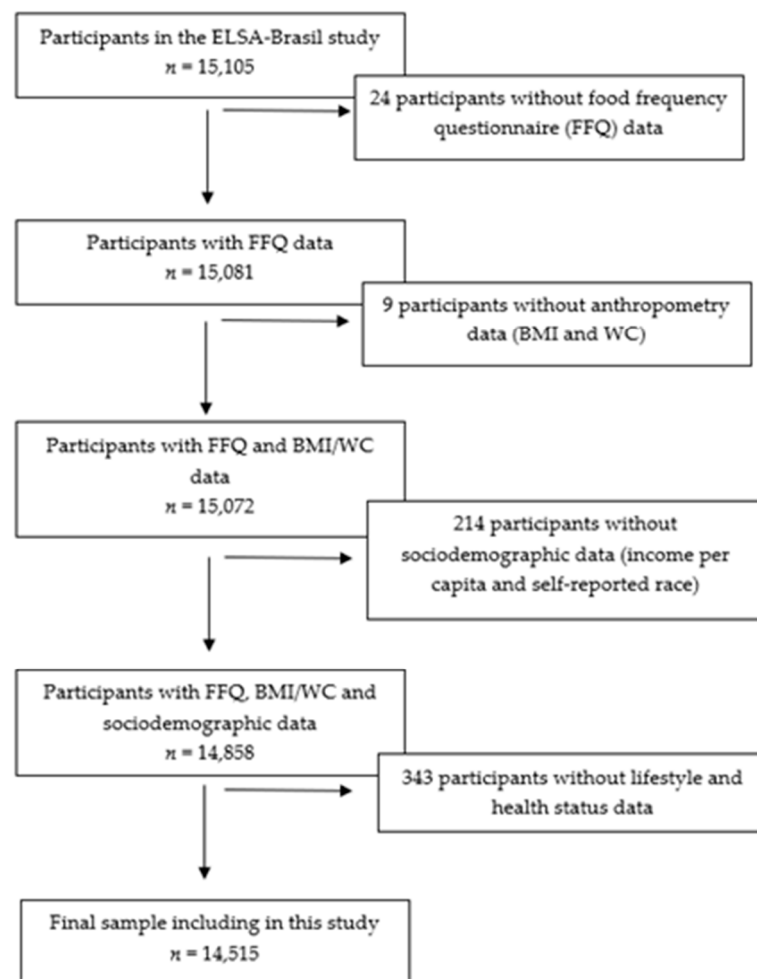 Participants in the ELSA-Brasil study
n = 15,105
24 participants without food frequency
questionnaire (FFQ) data
Participants with FFQ data
n = 15,081
9 participants without anthropometry
data (BMI and WC)
Participants with FFQ and BMI/WC
data
n = 15,072
214 participants without
sociodemographic data (income per
capita and self-reported race)
Participants with FFQ, BMI/WC and
sociodemographic data
n = 14,858
343 participants without lifestyle and
health status data
Final sample including in this study
n = 14,515